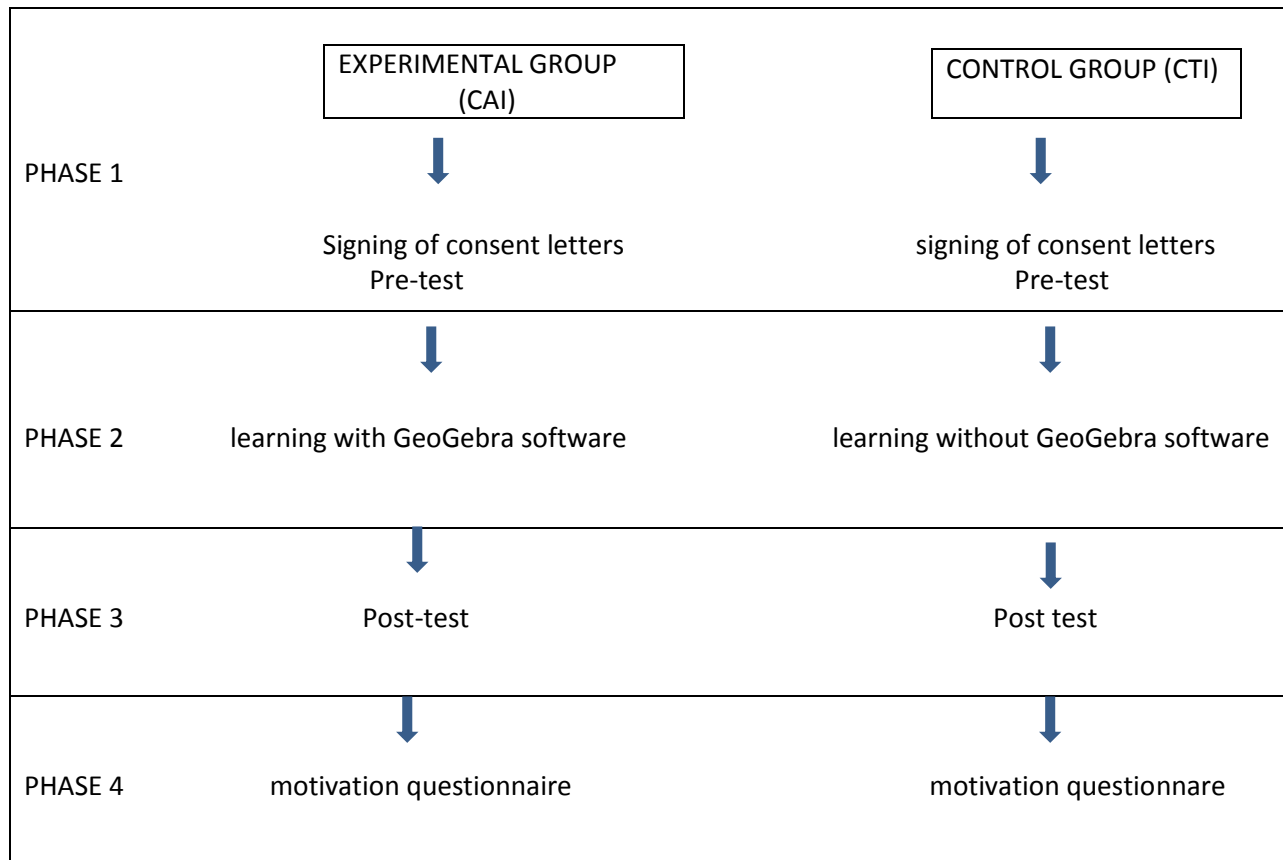 EXPERIMENTAL GROUP
(CAI)
CONTROL GROUP (CTI)
PHASE 1
Signing of consent letters
Pre-test
signing of consent letters
Pre-test
PHASE 2
learning with GeoGebra software
learning without GeoGebra software
PHASE 3
Post-test
Post test
PHASE 4
motivation questionnaire
motivation questionnare